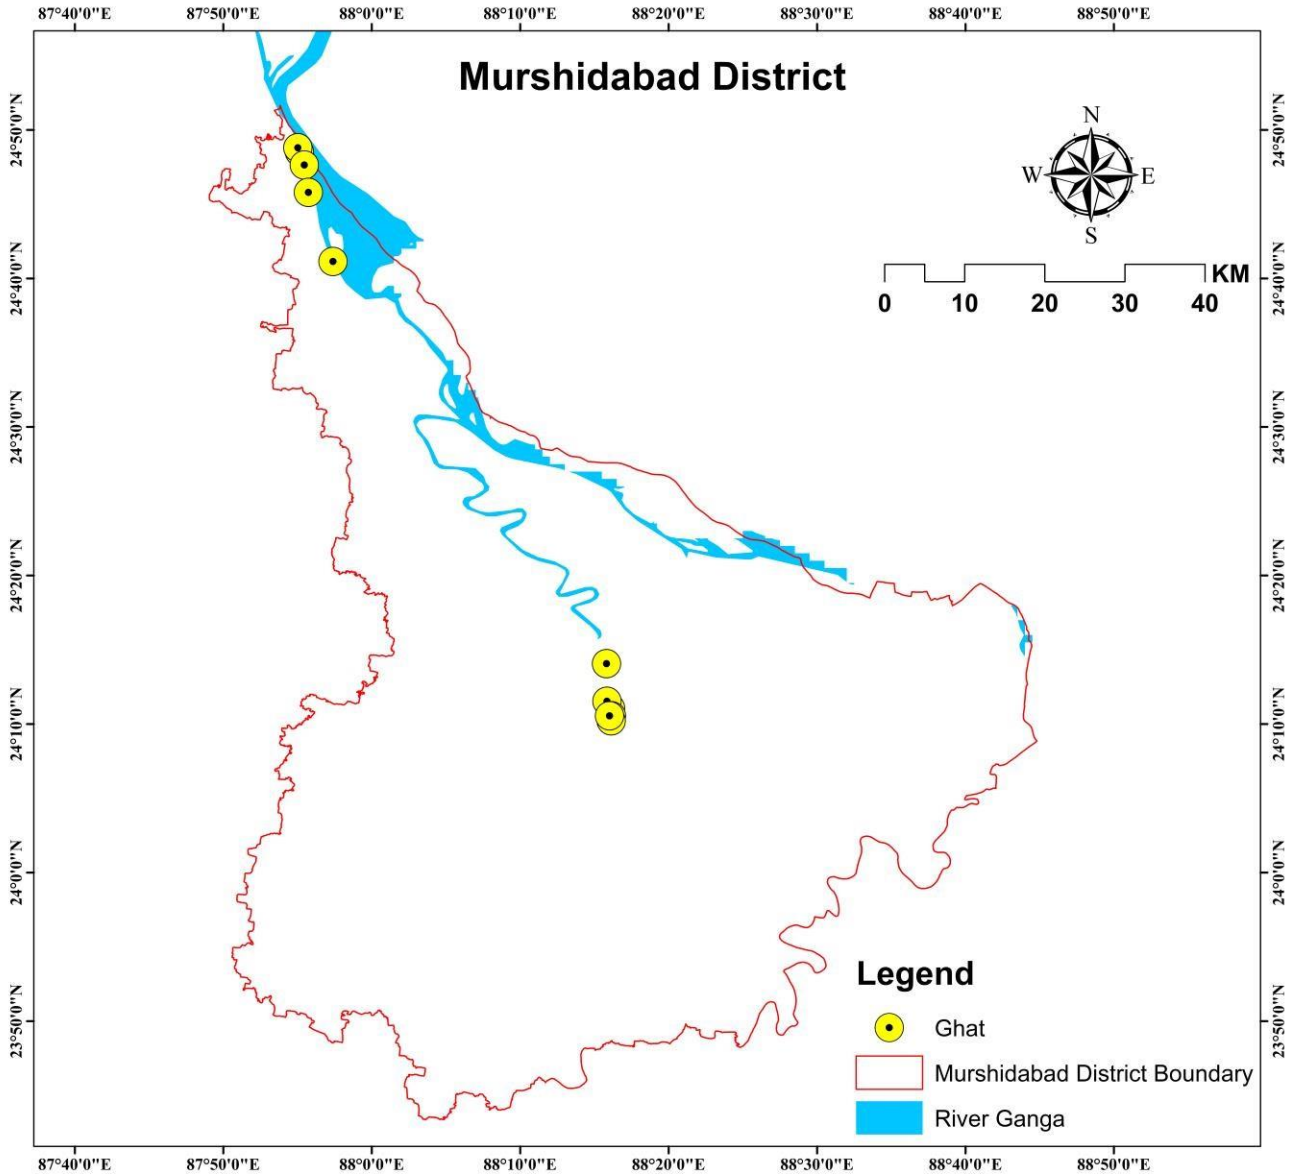 87°40'0"E 87°50'0"E 88°0'0"E 88°10'0"E 88°20'0"E 88°30'0"E 88°40'0"E 88°50'0"E
Murshidabad District
24°50'0"N 24°50'0"N
N
W E
S
24°40'0"N 24°40'0"N
KM
0 10 20 30 40
24°30'0"N 24°30'0"N
24°20'0"N 24°20'0"N
24°10'0"N 24°10'0"N
24°0'0"N 24°0'0"N
Legend
23°50'0"N 23°50'0"N
Ghat
Murshidabad District Boundary
River Ganga
87°40'0"E 87°50'0"E 88°0'0"E 88°10'0"E 88°20'0"E 88°30'0"E 88°40'0"E 88°50'0"E